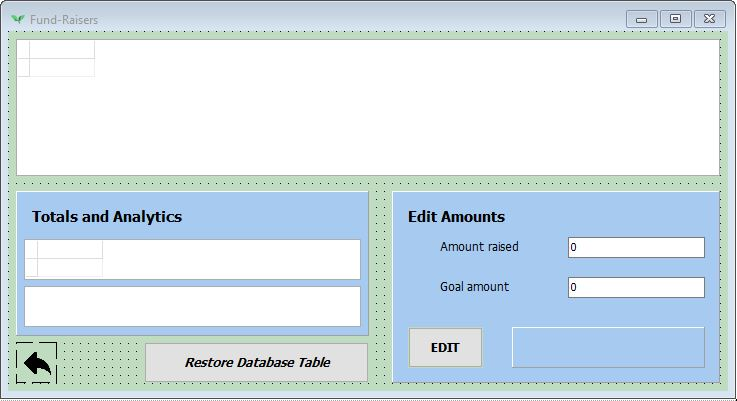 Fund-Raisers
Totals and Analytics
Edit Amounts
Amount raised
0
Goal amount
0
EDIT
Restore Database Table